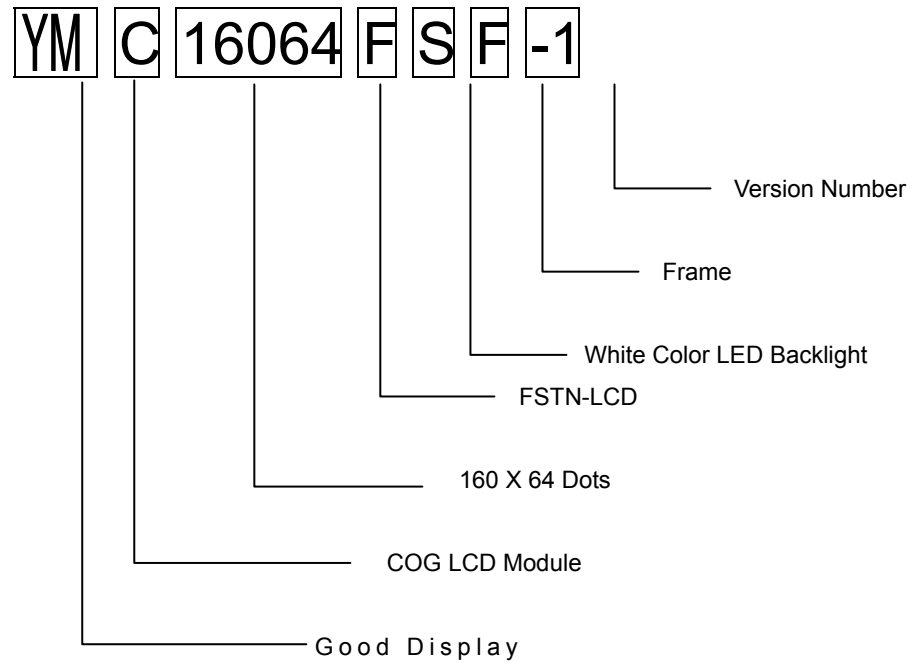 YM C 16064 F S F -1
Version Number
Frame
White Color LED Backlight
FSTN-LCD
160 X 64 Dots
COG LCD Module
Good Display